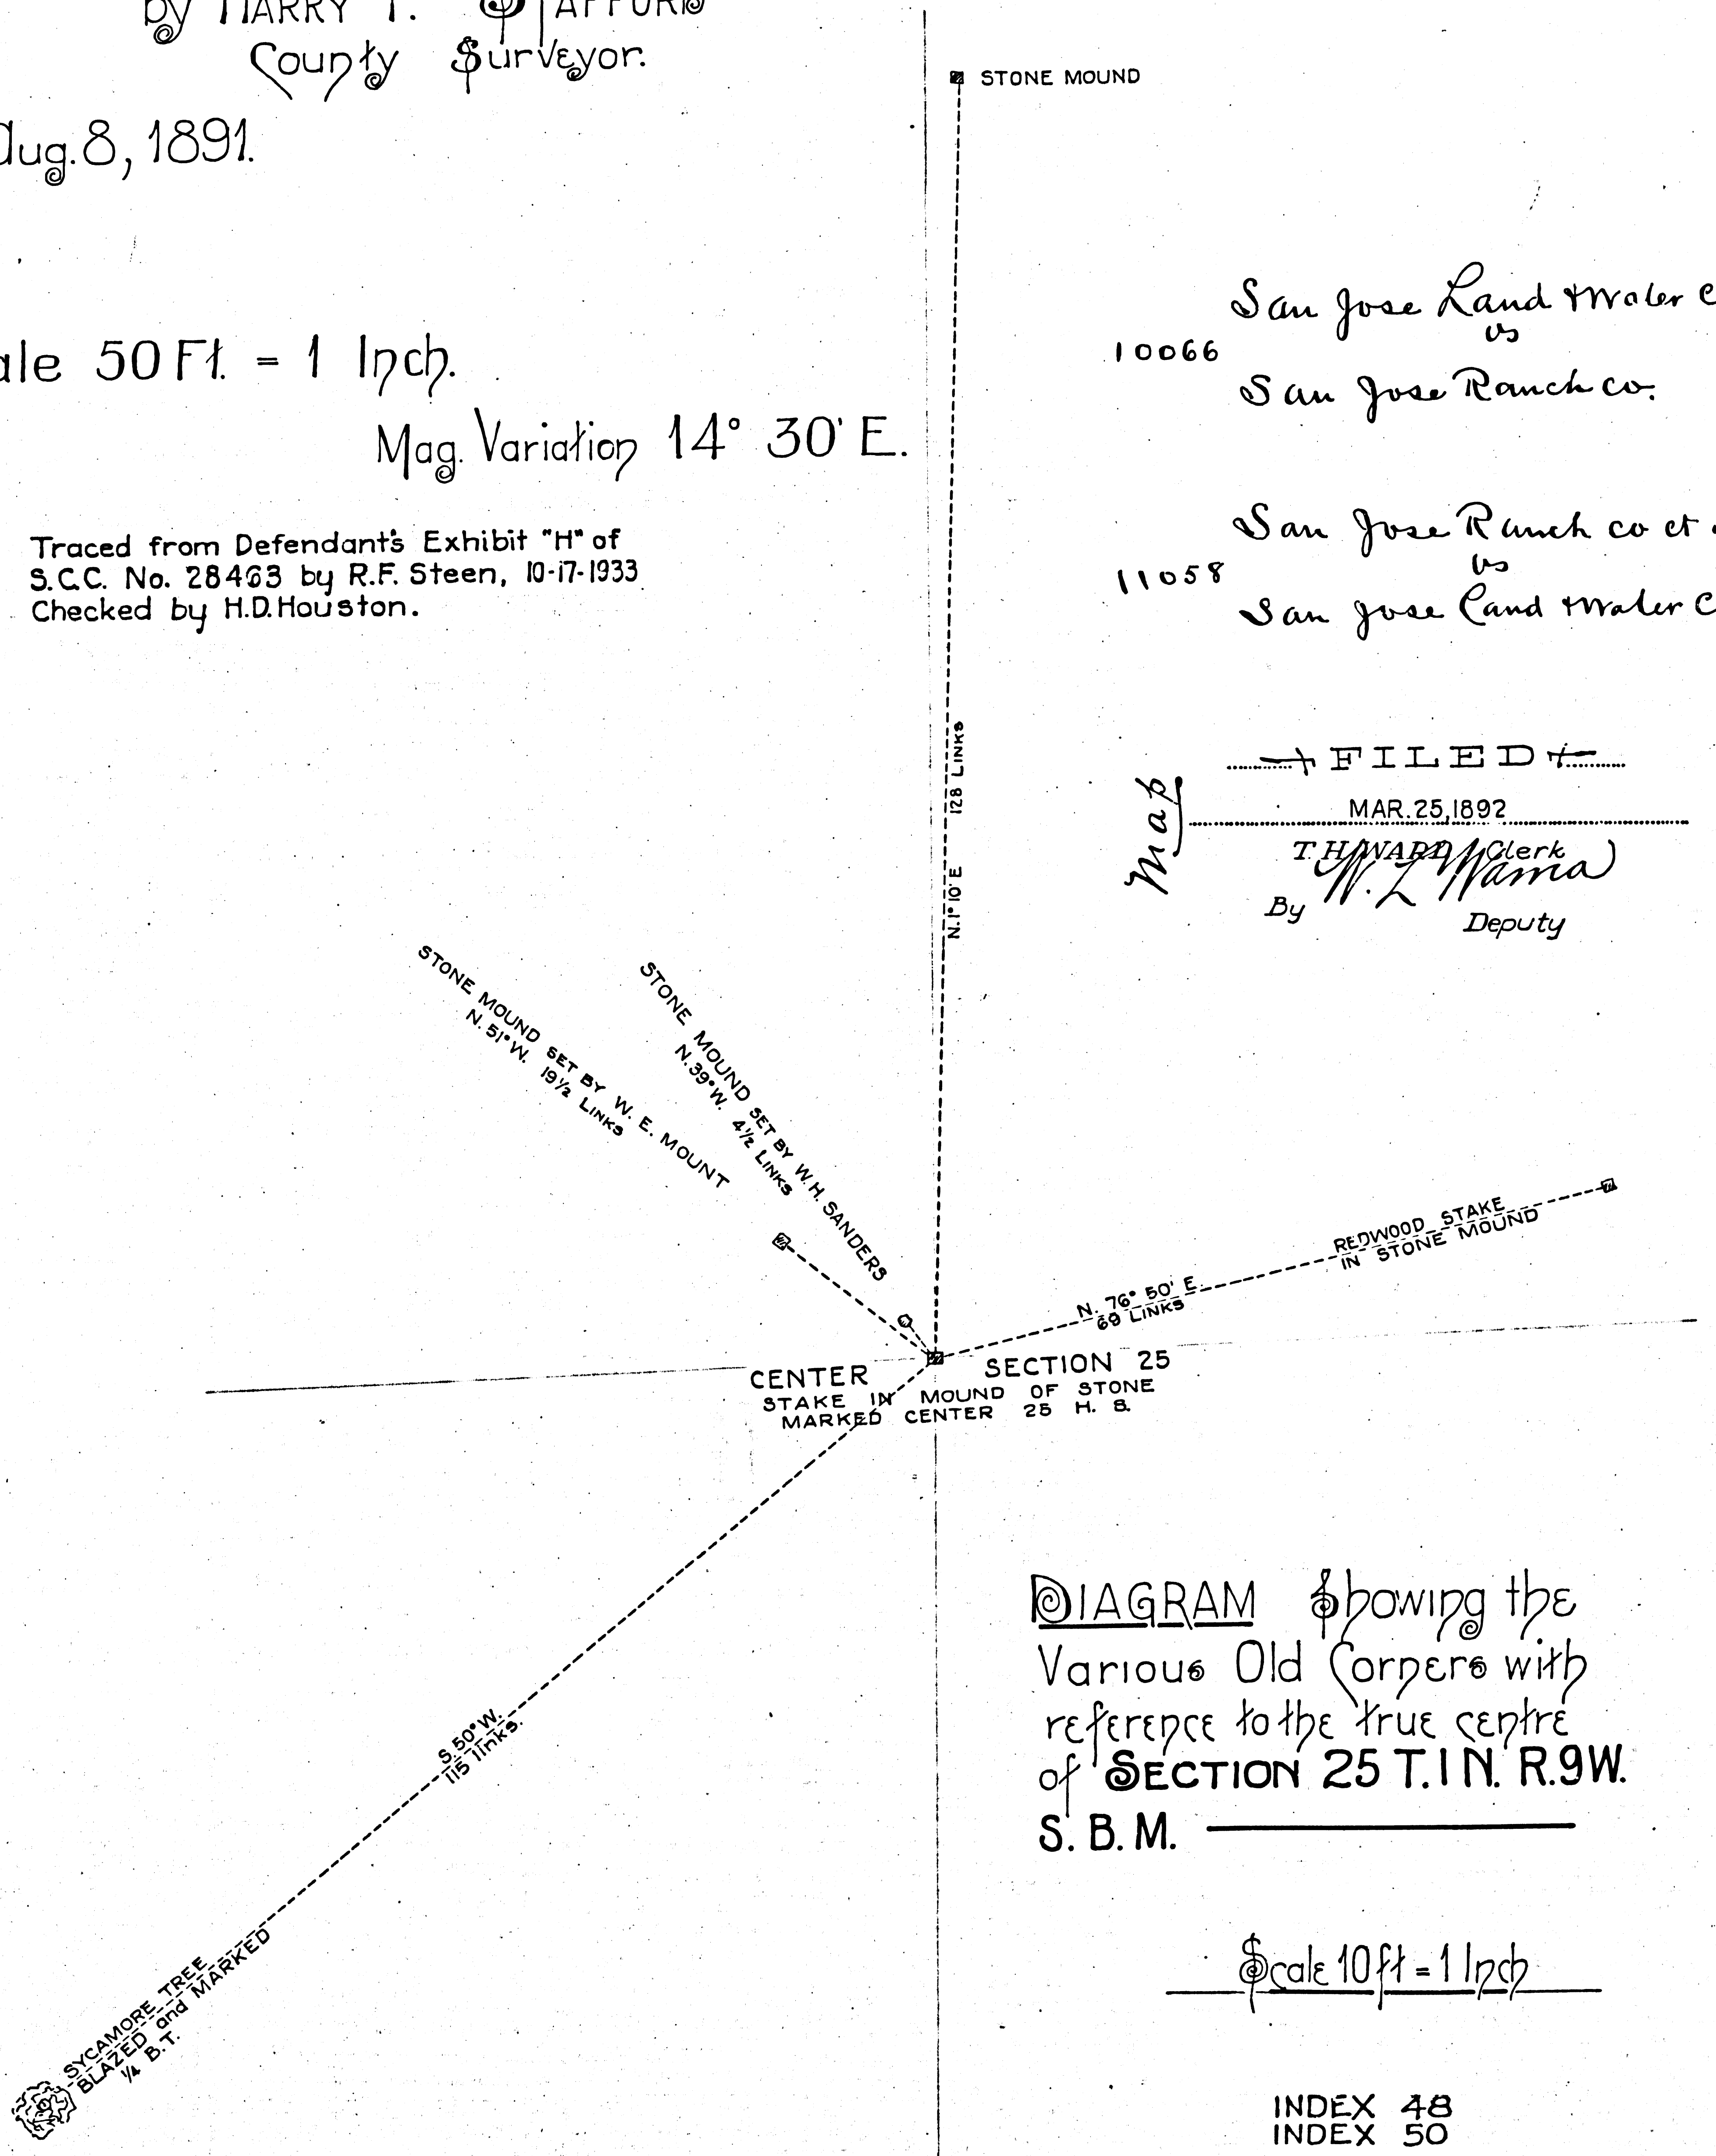 by HARRY T. STAFFORD
County Surveyor.
Aug. 8, 1891.
50 Ft. = 1 Inch.
Mag. Variation 14° 30' E.
Traced from Defendant's Exhibit "H" of
S.C.C. No. 28463 by R.F. Steen, 10-17-1933
Checked by H.D. Houston.
STONE MOUND
San Jose Land & Water
vs
10066
San Jose Ranch co.
San Jose Ranch co et
vs
11058
San Jose Land & Water
Map
FILED
MAR. 25, 1892
T. H. WARD, Clerk
By W. L. Warna
Deputy
N. 1° 10' E 128 LINKS
STONE MOUND SET BY W. E. MOUNT
N. 51° W. 19 1/2 LINKS
STONE MOUND SET BY W. H. SANDERS
N. 39° W. 4 1/2 LINKS
REDWOOD STAKE
IN STONE MOUND
N. 76° 50' E.
69 LINKS
CENTER SECTION 25
STAKE IN MOUND OF STONE
MARKED CENTER 25 H. S.
S. 50° W.
115 links.
SYCAMORE TREE
BLAZED and MARKED
1/4 B.T.
DIAGRAM Showing the
Various Old Corners with
reference to the true centre
of SECTION 25 T. 1 N. R. 9 W.
S. B. M.
Scale 10 ft = 1 Inch
INDEX 48
INDEX 50